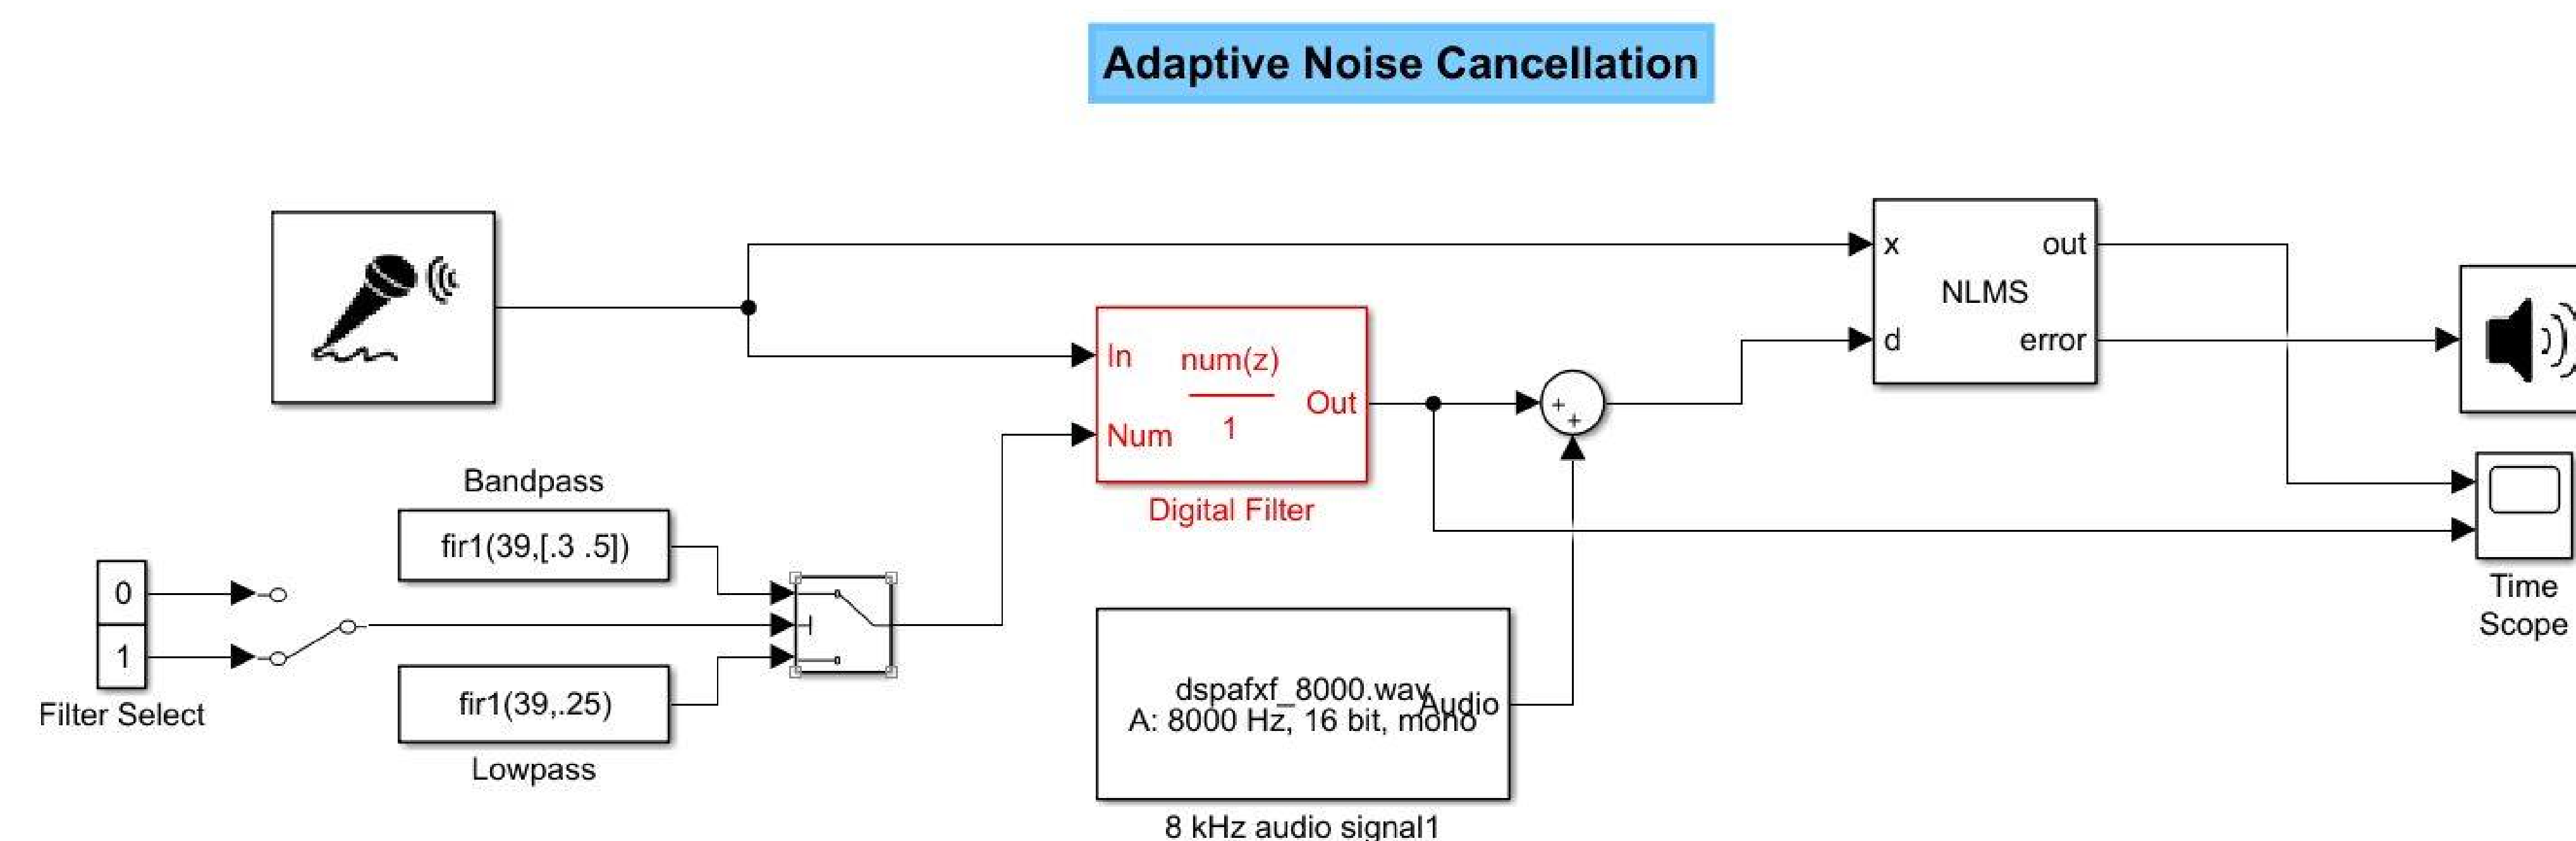 Adaptive Noise Cancellation
x
out
NLMS
d
error
In
num(z)
1
Out
Num
Digital Filter
+
+
Bandpass
fir1(39,[.3 .5])
0
1
Filter Select
fir1(39,.25)
Lowpass
dspafxf_8000.wav
Audio
A: 8000 Hz, 16 bit, mono
8 kHz audio signal1
Time
Scope